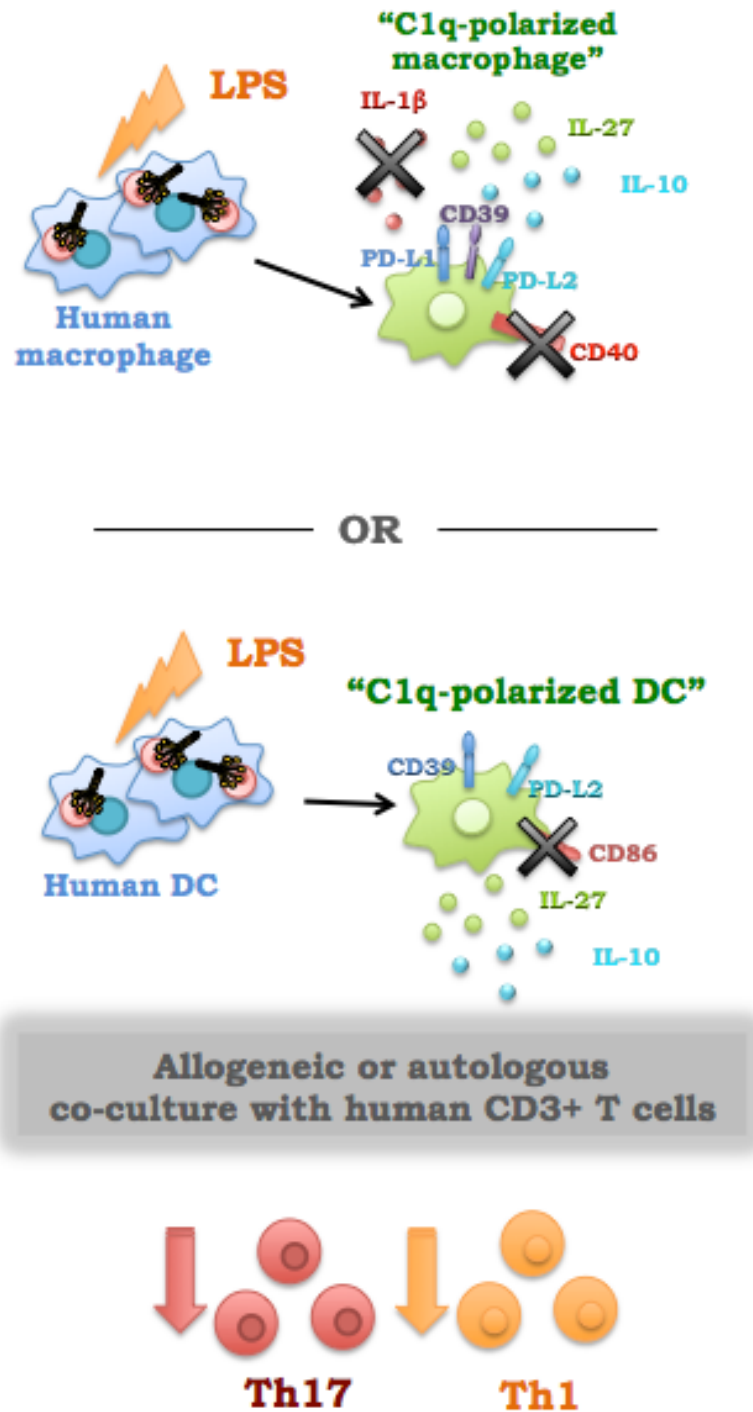 “C1q-polarized
macrophage”
LPS
IL-1β
IL-27
IL-10
CD39
PD-L1
PD-L2
CD40
Human
macrophage
OR
LPS
“C1q-polarized DC”
CD39
PD-L2
CD86
Human DC
IL-27
IL-10
Allogeneic or autologous
co-culture with human CD3+ T cells
Th17
Th1